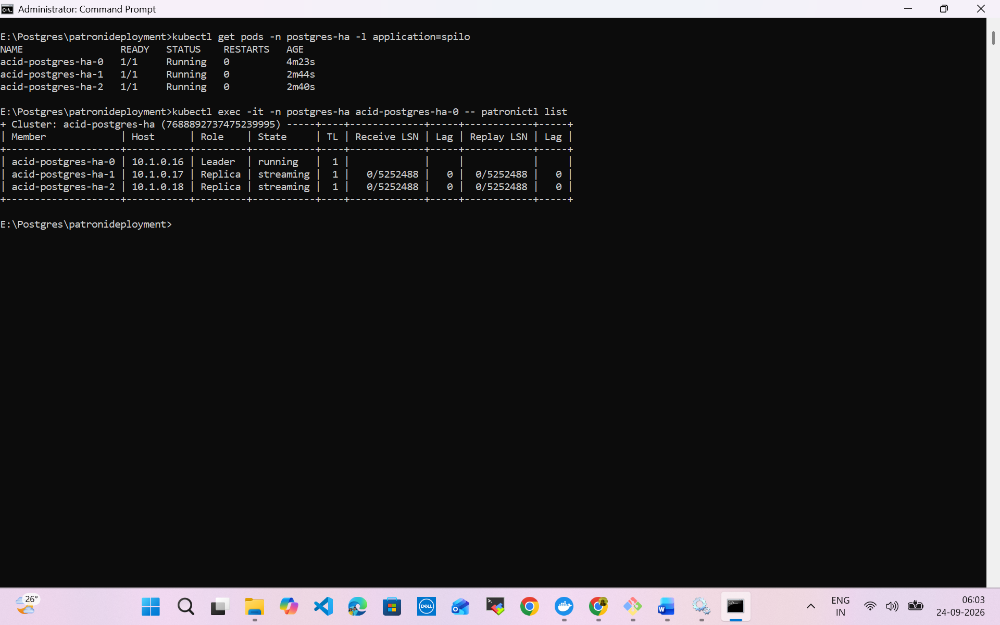 Administrator: Command Prompt
E:\Postgres\patronideployment>kubectl get pods -n postgres-ha -l application=spilo
NAME                 READY   STATUS    RESTARTS   AGE
acid-postgres-ha-0   1/1     Running   0          4m23s
acid-postgres-ha-1   1/1     Running   0          2m44s
acid-postgres-ha-2   1/1     Running   0          2m40s
E:\Postgres\patronideployment>kubectl exec -it -n postgres-ha acid-postgres-ha-0 -- patronictl list
+ Cluster: acid-postgres-ha (7688892737475239995) -----+----+-------------+-----+------------+-----+
| Member             | Host      | Role    | State     | TL | Receive LSN | Lag | Replay LSN | Lag |
+--------------------+-----------+---------+-----------+----+-------------+-----+------------+-----+
| acid-postgres-ha-0 | 10.1.0.16 | Leader  | running   |  1 |             |     |            |     |
| acid-postgres-ha-1 | 10.1.0.17 | Replica | streaming |  1 |   0/5252488 |   0 |  0/5252488 |   0 |
| acid-postgres-ha-2 | 10.1.0.18 | Replica | streaming |  1 |   0/5252488 |   0 |  0/5252488 |   0 |
+--------------------+-----------+---------+-----------+----+-------------+-----+------------+-----+
E:\Postgres\patronideployment>
26°
DELL
ENG
IN
06:03
24-09-2026